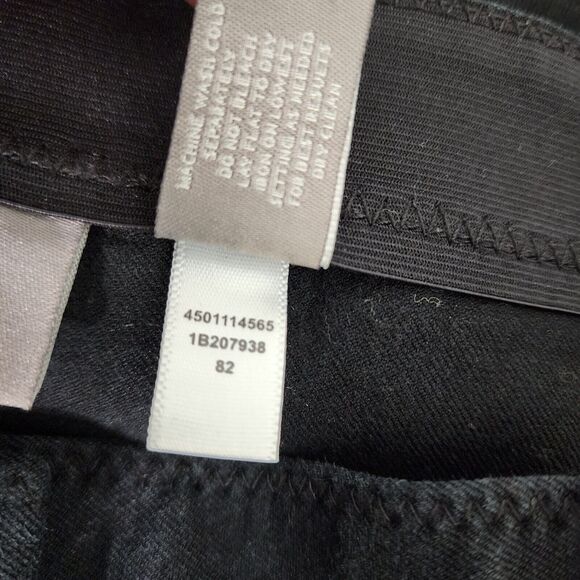 MACHINE WASH COLD
SEPARATELY
DO NOT BLEACH
LAY FLAT TO DRY
IRON ON LOWEST
SETTING AS NEEDED
FOR BEST RESULTS
DRY CLEAN
4501114565
1B207938
82